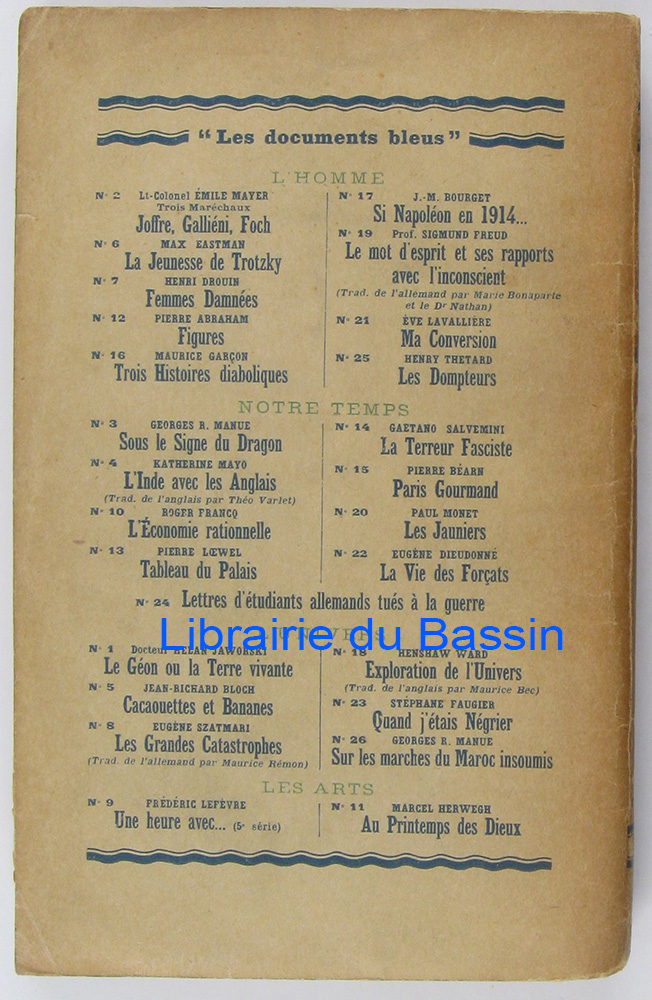 “ Les documents bleus ”
L'HOMME
N° 2 Lt-Colonel ÉMILE MAYER
Trois Maréchaux
Joffre, Galliéni, Foch
N° 6 MAX EASTMAN
La Jeunesse de Trotzky
N° 7 HENRI DROUIN
Femmes Damnées
N° 12 PIERRE ABRAHAM
Figures
N° 16 MAURICE GARÇON
Trois Histoires diaboliques
N° 17 J.-M. BOURGET
Si Napoléon en 1914...
N° 19 Prof. SIGMUND FREUD
Le mot d'esprit et ses rapports
avec l'inconscient
(Trad. de l'allemand par Marie Bonaparte
et le Dr Nathan)
N° 21 ÈVE LAVALLIÈRE
Ma Conversion
N° 25 HENRY THETARD
Les Dompteurs
NOTRE TEMPS
N° 3 GEORGES R. MANUE
Sous le Signe du Dragon
N° 4 KATHERINE MAYO
L'Inde avec les Anglais
(Trad. de l'anglais par Théo Varlet)
N° 10 ROGER FRANCQ
L'Économie rationnelle
N° 13 PIERRE LŒWEL
Tableau du Palais
N° 14 GAETANO SALVEMINI
La Terreur Fasciste
N° 15 PIERRE BÉARN
Paris Gourmand
N° 20 PAUL MONET
Les Jauniers
N° 22 EUGÈNE DIEUDONNÉ
La Vie des Forçats
N° 24 Lettres d'étudiants allemands tués à la guerre
L'UNIVERS
Librairie du Bassin
N° 1 Docteur HÉLAN JAWORSKI
Le Géon ou la Terre vivante
N° 5 JEAN-RICHARD BLOCH
Cacaouettes et Bananes
N° 8 EUGÈNE SZATMARI
Les Grandes Catastrophes
(Trad. de l'allemand par Maurice Rémon)
N° 18 HENSHAW WARD
Exploration de l'Univers
(Trad. de l'anglais par Maurice Bec)
N° 23 STÉPHANE FAUGIER
Quand j'étais Négrier
N° 26 GEORGES R. MANUE
Sur les marches du Maroc insoumis
LES ARTS
N° 9 FRÉDÉRIC LEFÈVRE
Une heure avec... (5e série)
N° 11 MARCEL HERWEGH
Au Printemps des Dieux